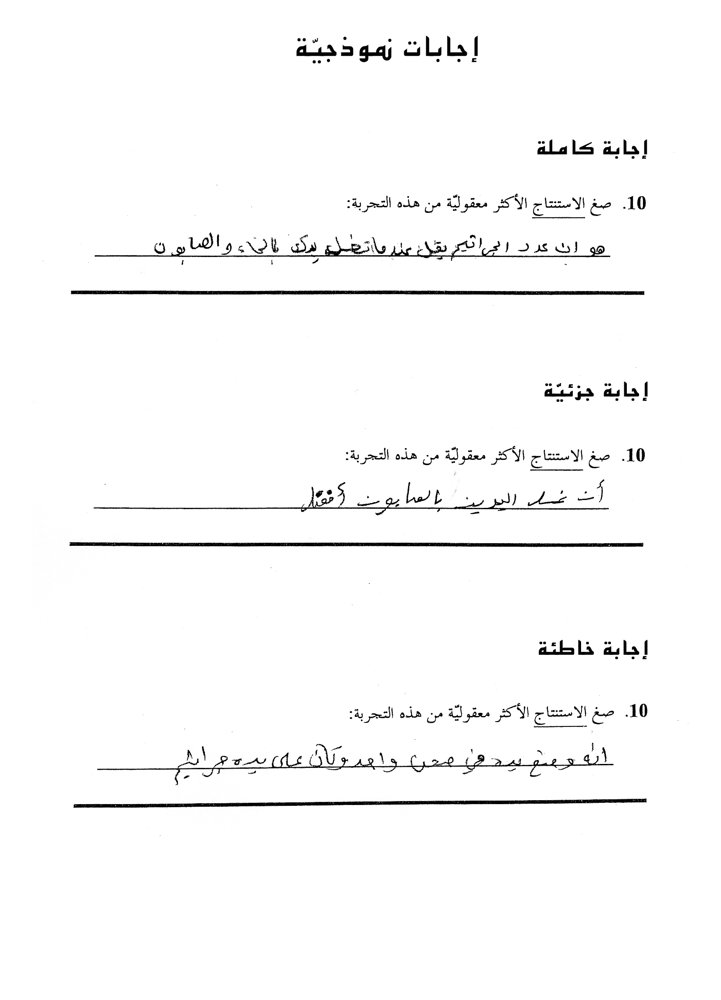 إجابات نموذجيّة
إجابة كاملة
10. صغ الاستنتاج الأكثر معقوليّة من هذه التجربة:
هو ان عدد الجراثيم يقل عندما تغسل يدك بالماء والصابون
إجابة جزئيّة
10. صغ الاستنتاج الأكثر معقوليّة من هذه التجربة:
أن غسل اليدين بالصابون أفضل
إجابة خاطئة
10. صغ الاستنتاج الأكثر معقوليّة من هذه التجربة:
انه وضع يده في صحن واحد وكان على يده جراثيم